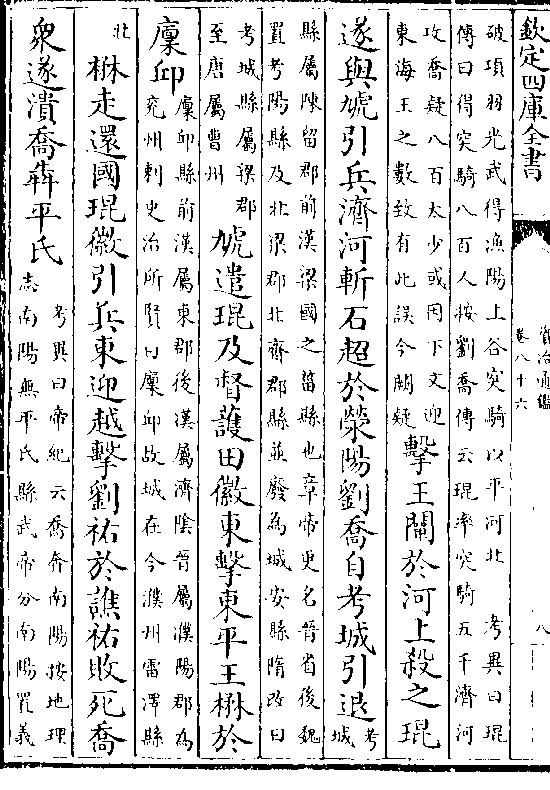 欽定四庫全書
資治通鑑
卷八十六
八
破項羽光武得漁陽上谷突騎以平河北　考異曰琨
傳曰得突騎八百人按劉喬傳云琨率突騎五千濟河
攻喬疑八百太少或因下文迎
東海王之數致有此誤今闕疑
擊王闡於河上殺之琨
遂與虓引兵濟河斬石超於滎陽劉喬自考城引退
考
城
縣屬陳留郡前漢梁國之菑縣也章帝更名晉省後魏
置考陽縣及北梁郡北齊郡縣並廢為城安縣隋改曰
考城縣屬梁郡
至唐屬曹州
虓遣琨及督護田徽東擊東平王楙於
廩丘
廩丘縣前漢屬東郡後漢屬濟陰晉屬濮陽郡為
兗州刺史治所賢曰廩丘故城在今濮州雷澤縣
北
楙走還國琨徽引兵東迎越擊劉祐於譙祐敗死喬
衆遂潰喬犇平氏
考異曰帝紀云喬奔南陽按地理
志南陽無平氏縣武帝分南陽置義